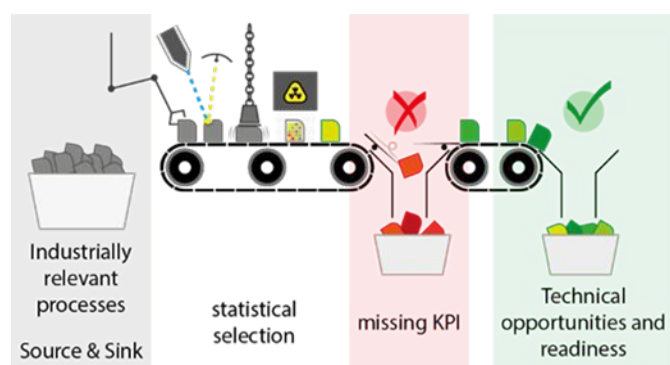 Industrially
relevant
processes
Source & Sink
statistical
selection
missing KPI
Technical
opportunities and
readiness